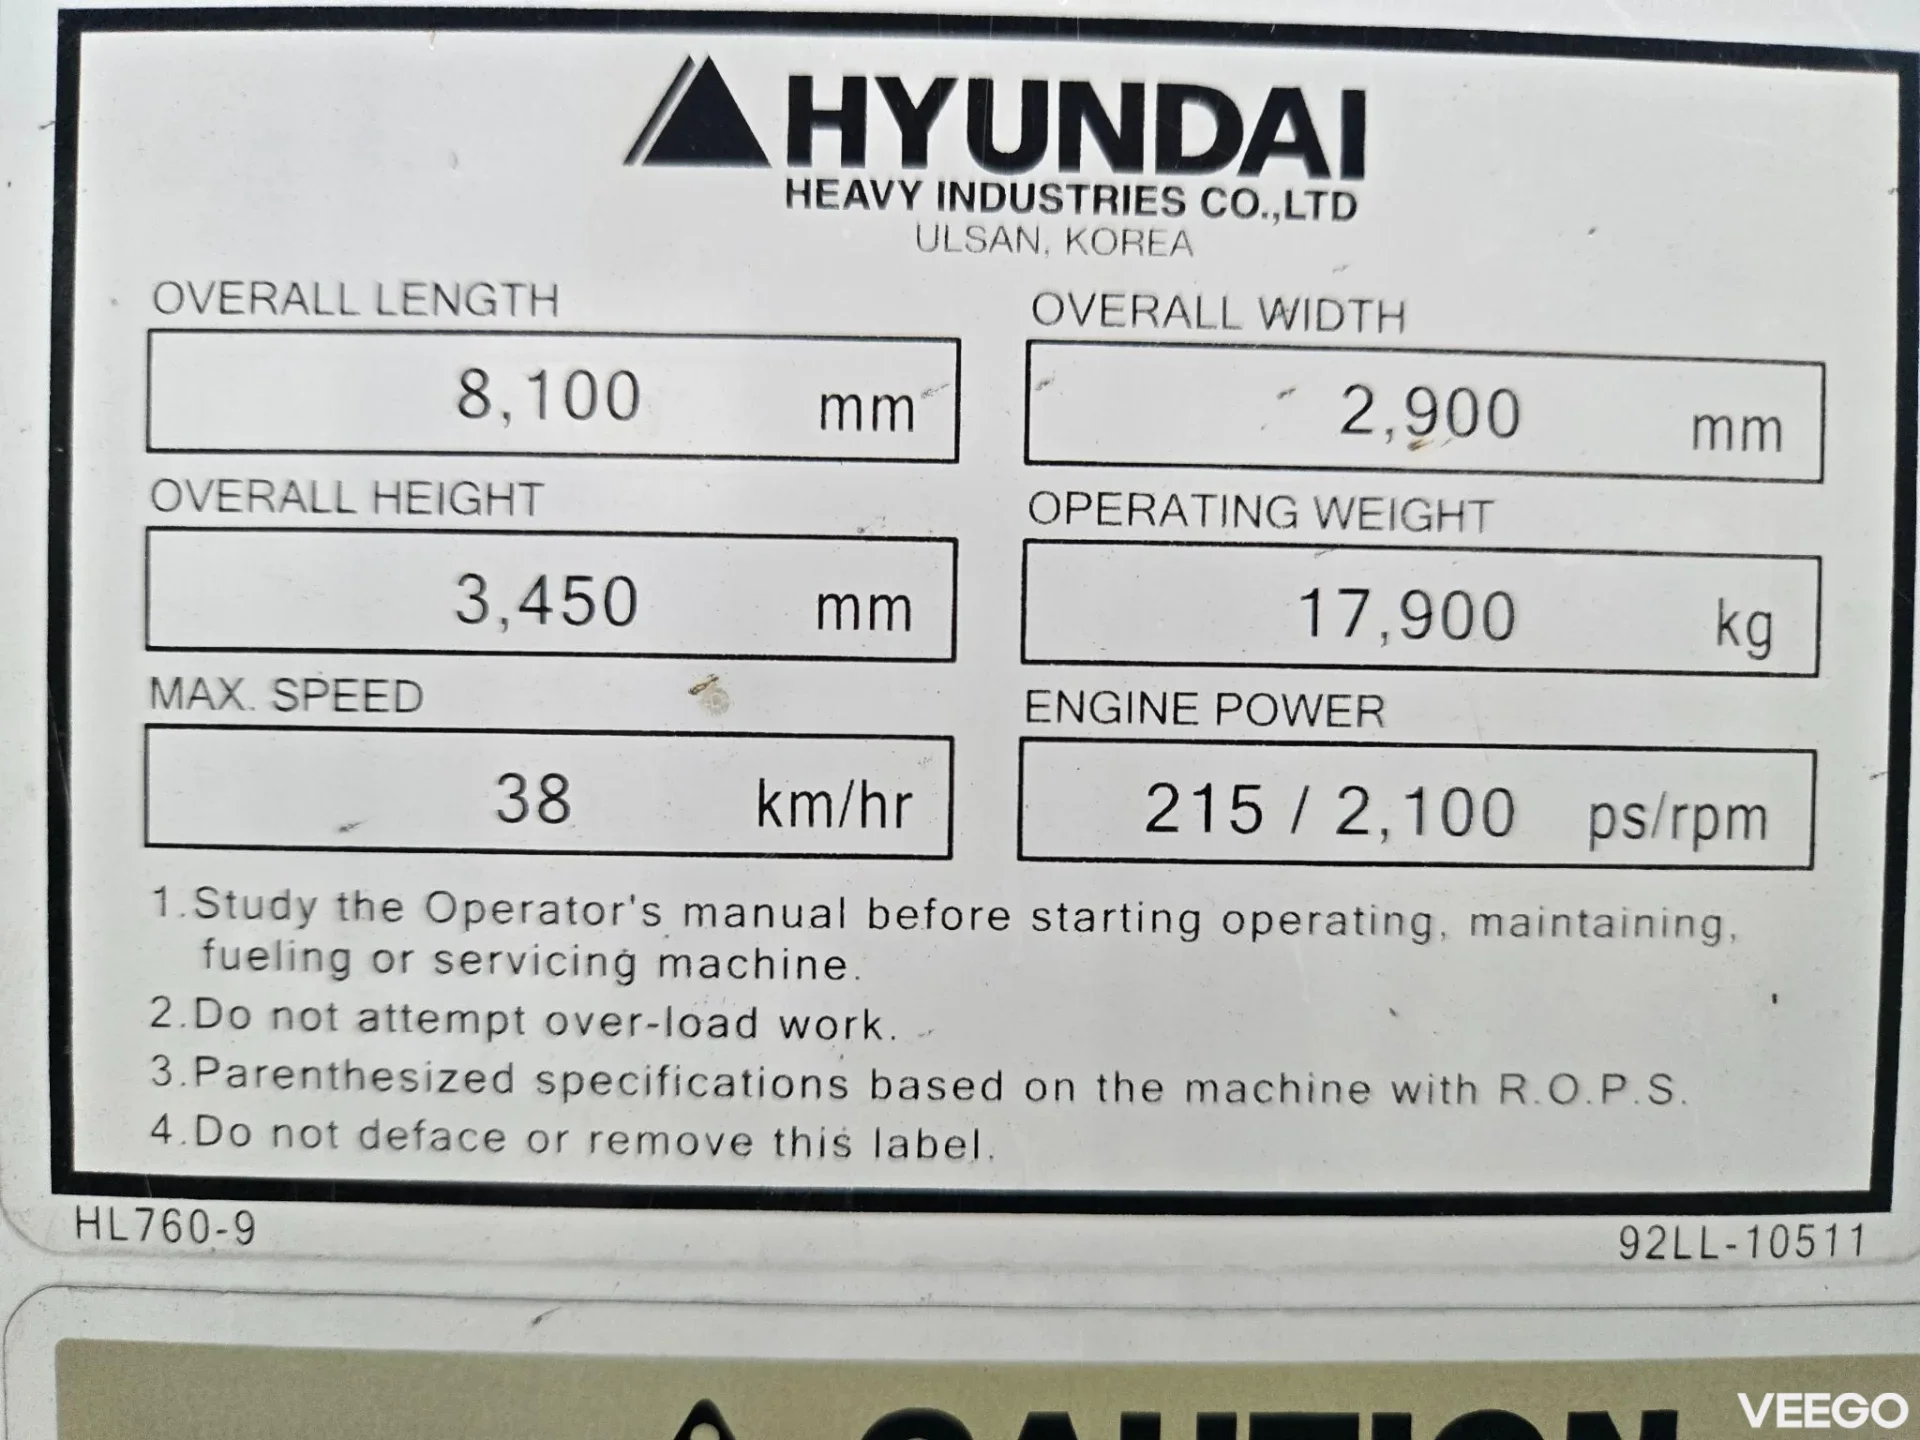 HYUNDAI
HEAVY INDUSTRIES CO.,LTD
ULSAN, KOREA
OVERALL LENGTH
8,100 mm
OVERALL WIDTH
2,900 mm
OVERALL HEIGHT
3,450 mm
OPERATING WEIGHT
17,900 kg
MAX. SPEED
38 km/hr
ENGINE POWER
215 / 2,100 ps/rpm
1.Study the Operator's manual before starting operating, maintaining,
fueling or servicing machine.
2.Do not attempt over-load work.
3.Parenthesized specifications based on the machine with R.O.P.S.
4.Do not deface or remove this label.
HL760-9
92LL-10511
CAUTION
VEEGO